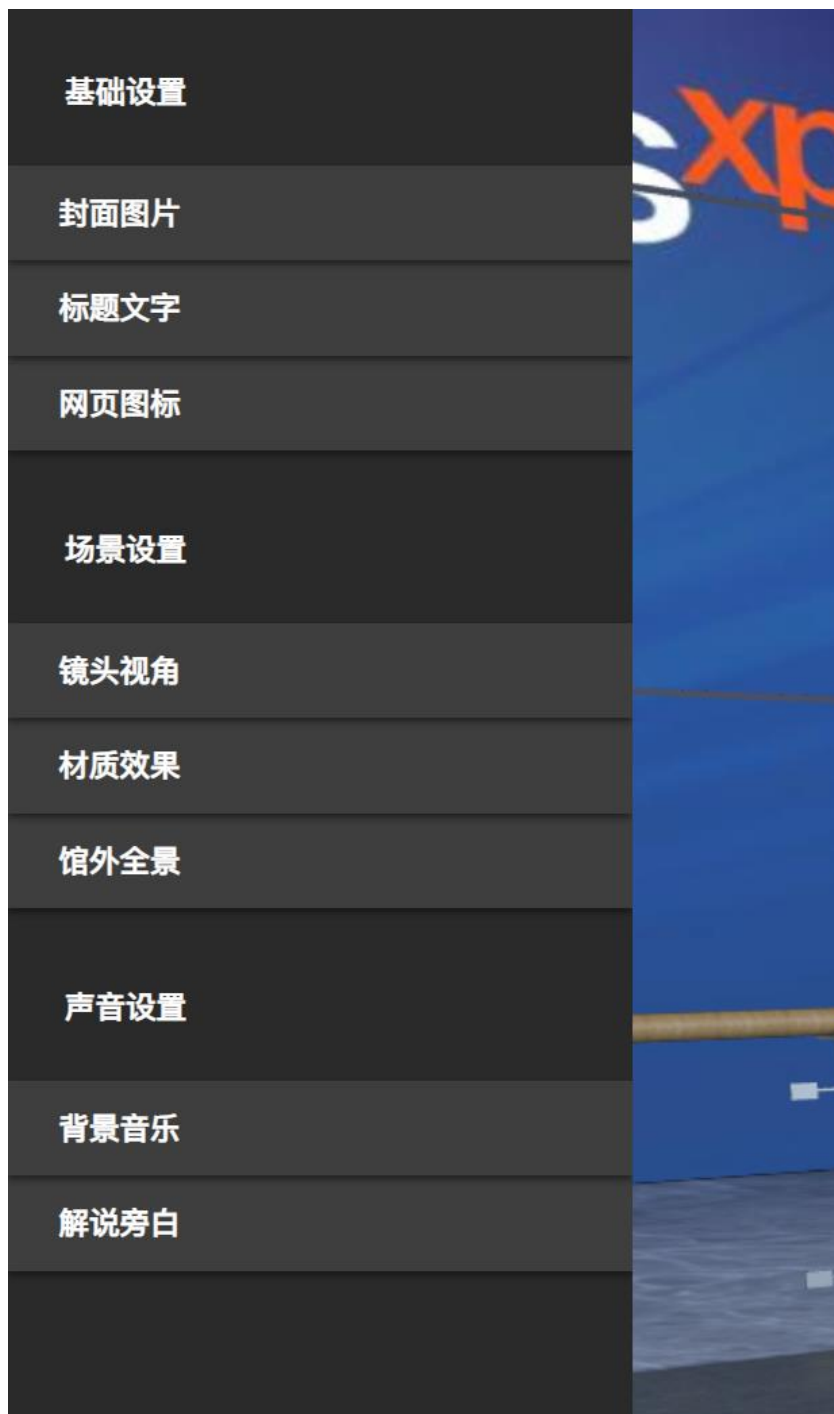 基础设置
封面图片
标题文字
网页图标
场景设置
镜头视角
材质效果
馆外全景
声音设置
背景音乐
解说旁白